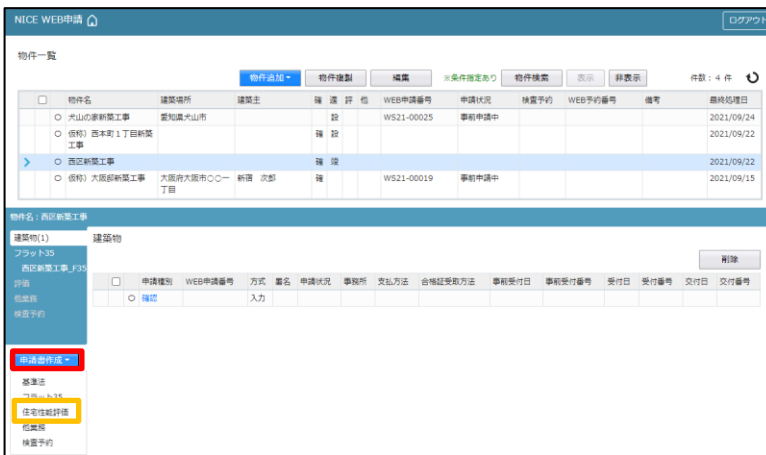 NICE WEB申請 ログアウト
物件一覧
物件追加 物件複製 編集 ※条件指定あり 物件検索 表示 非表示 件数: 4 件
物件名 建築場所 建築主 確 適 評 他 WEB申請番号 申請状況 検査予約 WEB予約番号 備考 最終処理日
犬山の家新築工事 愛知県犬山市 設 WS21-00025 事前申請中 2021/09/24
仮称）西本町1丁目新築 確 設 2021/09/22
工事
西区新築工事 確 竣 2021/09/22
仮称）大阪邸新築工事 大阪府大阪市○○一 新宿 次郎 確 WS21-00019 事前申請中 2021/09/15
丁目
物件名：西区新築工事
建築物(1) 建築物
フラット35 削除
西区新築工事_F35
評価 申請種別 WEB申請番号 方式 署名 申請状況 事務所 支払方法 合格証受取方法 事前受付日 事前受付番号 受付日 受付番号 交付日 交付番号
他業務 確認 入力
検査予約
申請書作成
基準法
フラット35
住宅性能評価
他業務
検査予約